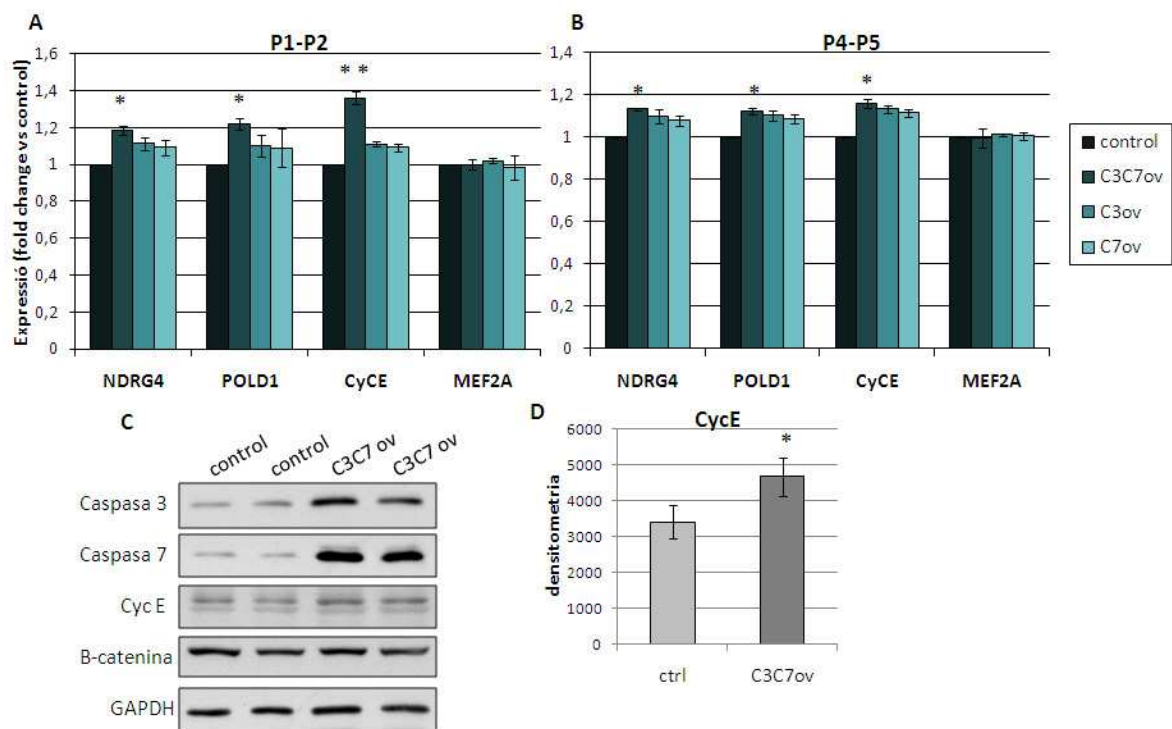 A
P1-P2
Expressió (fold change vs control)
1,6
1,4
1,2
1
0,8
0,6
0,4
0,2
0
*
*
* *
NDRG4
POLD1
CyCE
MEF2A
B
P4-P5
1,4
1,2
1
0,8
0,6
0,4
0,2
0
*
*
*
NDRG4
POLD1
CyCE
MEF2A
control
C3C7ov
C3ov
C7ov
C
control
control
C3C7 ov
C3C7 ov
Caspasa 3
Caspasa 7
Cyc E
B-catenina
GAPDH
D
CycE
densitometria
6000
5000
4000
3000
2000
1000
0
*
ctrl
C3C7ov